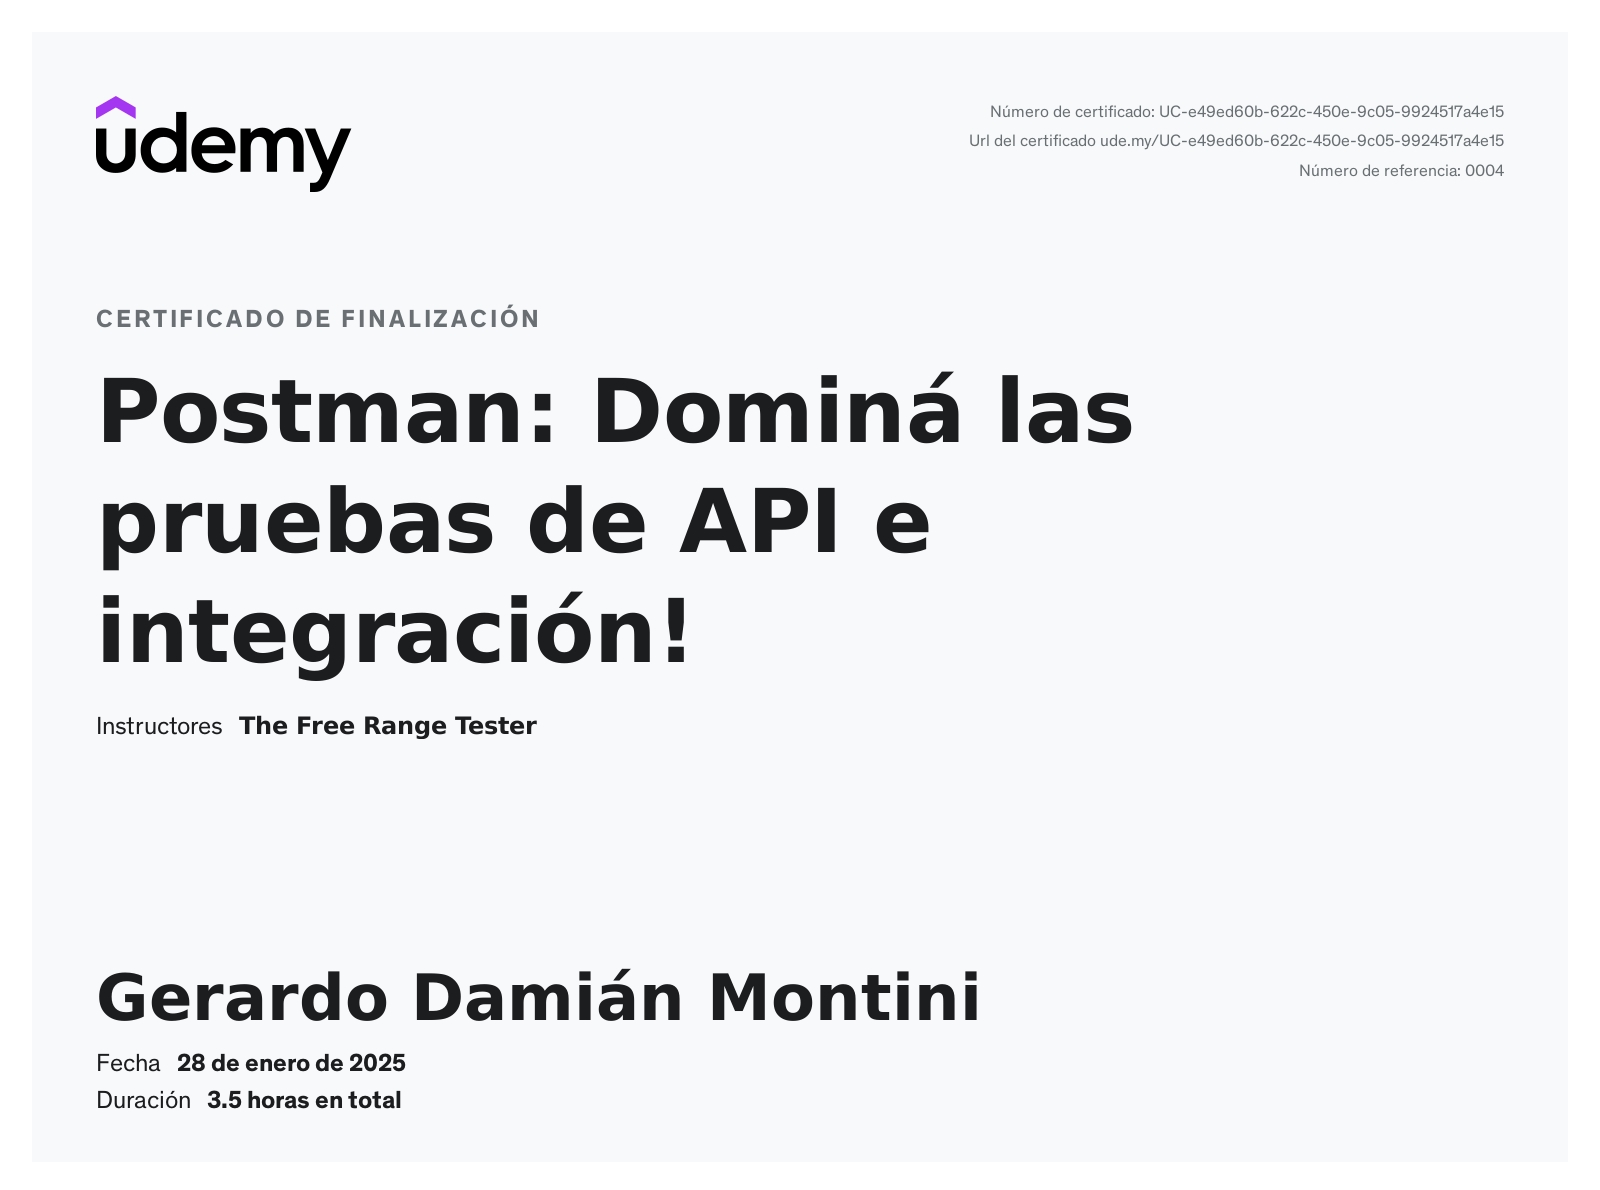 udemy
Número de certificado: UC-e49ed60b-622c-450e-9c05-9924517a4e15
Url del certificado ude.my/UC-e49ed60b-622c-450e-9c05-9924517a4e15
Número de referencia: 0004
CERTIFICADO DE FINALIZACIÓN
Postman: Dominá las
pruebas de API e
integración!
Instructores The Free Range Tester
Gerardo Damián Montini
Fecha 28 de enero de 2025
Duración 3.5 horas en total